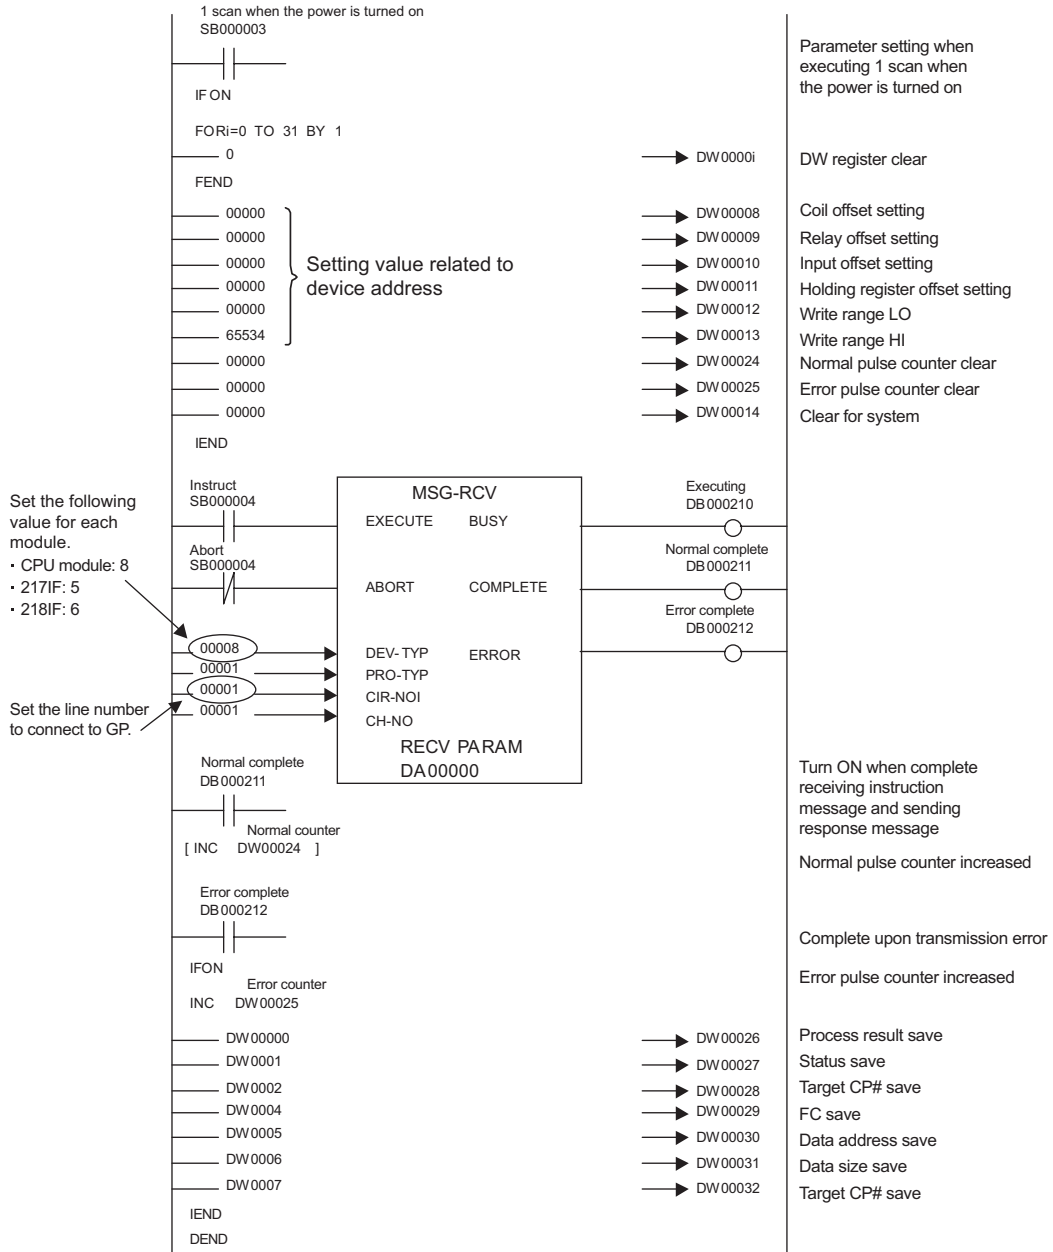 1 scan when the power is turned on
SB000003
Parameter setting when
executing 1 scan when
the power is turned on
IF ON
FORi=0 TO 31 BY 1
0 DW0000i DW register clear
FEND
00000 DW00008 Coil offset setting
00000 DW00009 Relay offset setting
00000 DW00010 Input offset setting
00000 DW00011 Holding register offset setting
00000 DW00012 Write range LO
65534 DW00013 Write range HI
Setting value related to
device address
00000 DW00024 Normal pulse counter clear
00000 DW00025 Error pulse counter clear
00000 DW00014 Clear for system
IEND
Set the following
value for each
module.
・CPU module: 8
・217IF: 5
・218IF: 6
Set the line number
to connect to GP.
Instruct
SB000004
Abort
SB000004
00008
00001
00001
00001
MSG-RCV
EXECUTE BUSY
ABORT COMPLETE
DEV-TYP ERROR
PRO-TYP
CIR-NOI
CH-NO
RECV PARAM
DA00000
Executing
DB000210
Normal complete
DB000211
Error complete
DB000212
Normal complete
DB000211
Normal counter
[ INC DW00024 ]
Turn ON when complete
receiving instruction
message and sending
response message
Normal pulse counter increased
Error complete
DB000212
Complete upon transmission error
IFON
Error counter
INC DW00025
Error pulse counter increased
DW00000 DW00026 Process result save
DW0001 DW00027 Status save
DW0002 DW00028 Target CP# save
DW0004 DW00029 FC save
DW0005 DW00030 Data address save
DW0006 DW00031 Data size save
DW0007 DW00032 Target CP# save
IEND
DEND